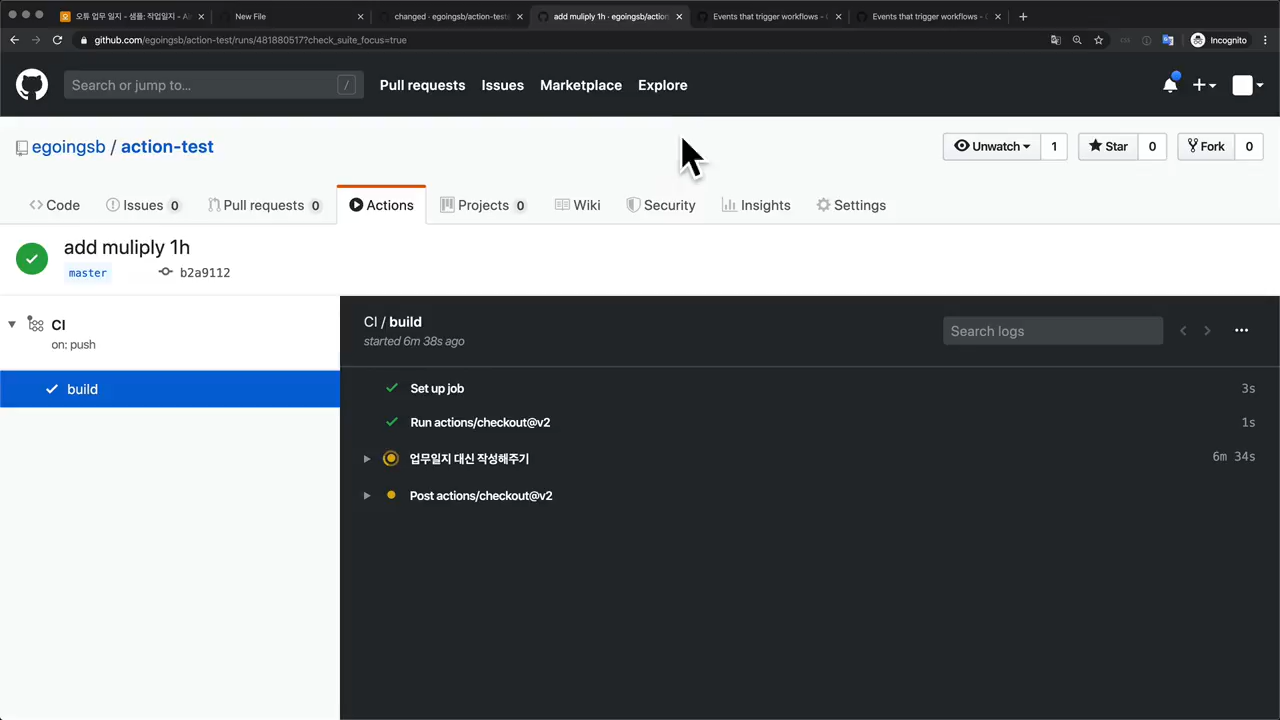 오튜 업무 일지 - 샘플: 작업일지 -
New File
changed · egoingsb/action-test
add muliply 1h · egoingsb/action
Events that trigger workflows -
Events that trigger workflows -
github.com/egoingsb/action-test/runs/481880517?check_suite_focus=true
Incognito
Search or jump to… /
Pull requests
Issues
Marketplace
Explore
egoingsb / action-test
Unwatch 1
Star 0
Fork 0
Code
Issues 0
Pull requests 0
Actions
Projects 0
Wiki
Security
Insights
Settings
add muliply 1h
master b2a9112
CI
on: push
build
CI / build
started 6m 38s ago
Search logs
Set up job 3s
Run actions/checkout@v2 1s
업무일지 대신 작성해주기 6m 34s
Post actions/checkout@v2